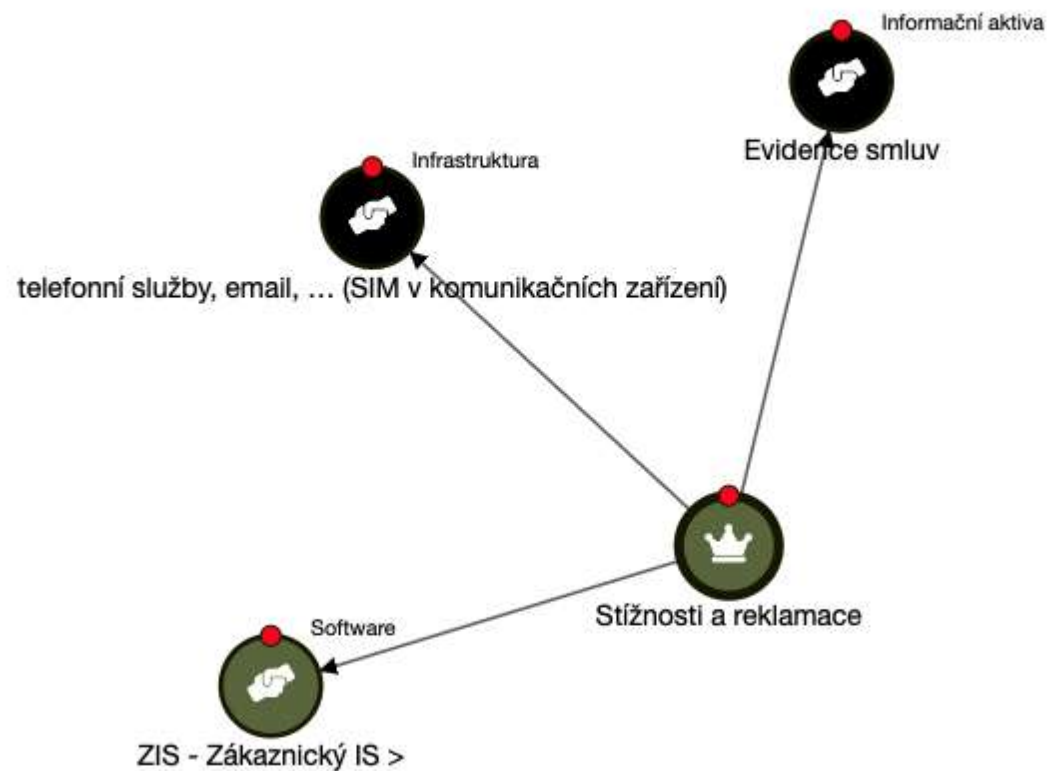 Informační aktiva
Evidence smluv
Infrastruktura
telefonní služby, email, … (SIM v komunikačních zařízení)
Stížnosti a reklamace
Software
ZIS - Zákaznický IS >